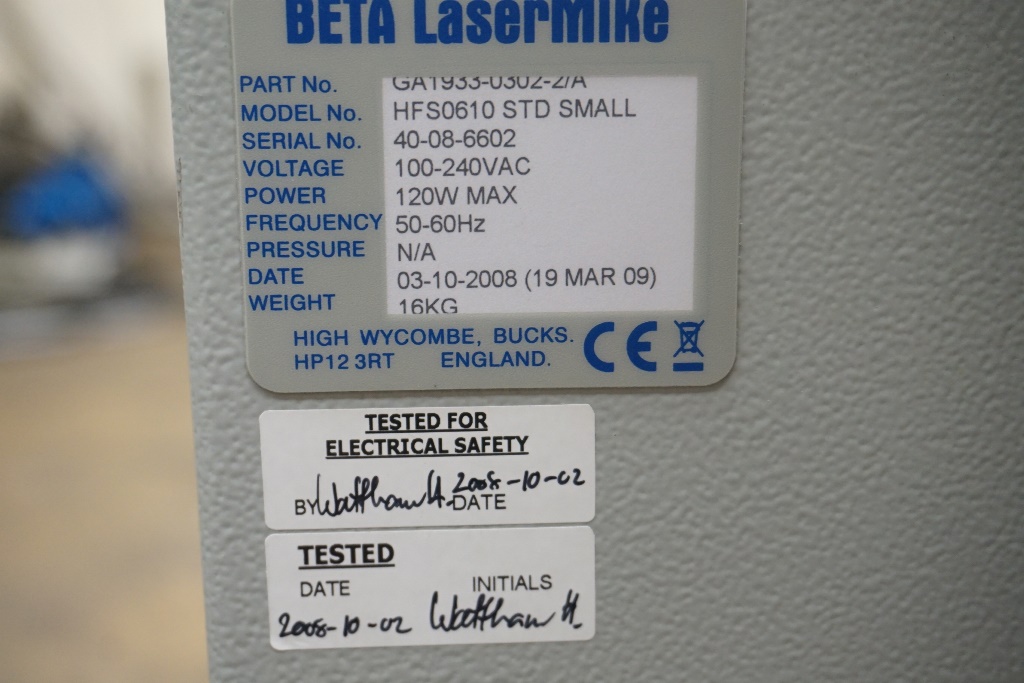 BETA LaserMike
PART No. GA1933-0302-2/A
MODEL No. HFS0610 STD SMALL
SERIAL No. 40-08-6602
VOLTAGE 100-240VAC
POWER 120W MAX
FREQUENCY 50-60Hz
PRESSURE N/A
DATE 03-10-2008 (19 MAR 09)
WEIGHT 16KG
HIGH WYCOMBE, BUCKS.
HP12 3RT ENGLAND.
CE
TESTED FOR
ELECTRICAL SAFETY
2008-10-02
BY DATE
TESTED
DATE INITIALS
2008-10-02